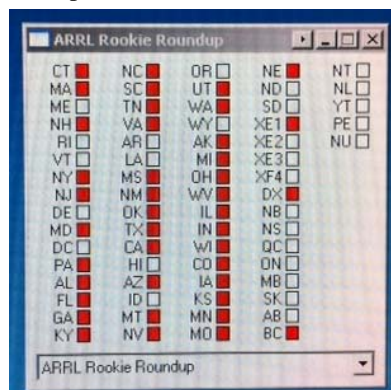 ARRL Rookie Roundup
CT NC OR NE NT
MA SC UT ND NL
ME TN WA SD YT
NH VA WY XE1 PE
RI AR AK XE2 NU
VT LA MI XE3
NY MS OH XF4
NJ NM WV DX
DE OK IL NB
MD TX IN NS
DC CA WI QC
PA HI CO ON
AL AZ IA MB
FL ID KS SK
GA MT MN AB
KY NV MO BC
ARRL Rookie Roundup